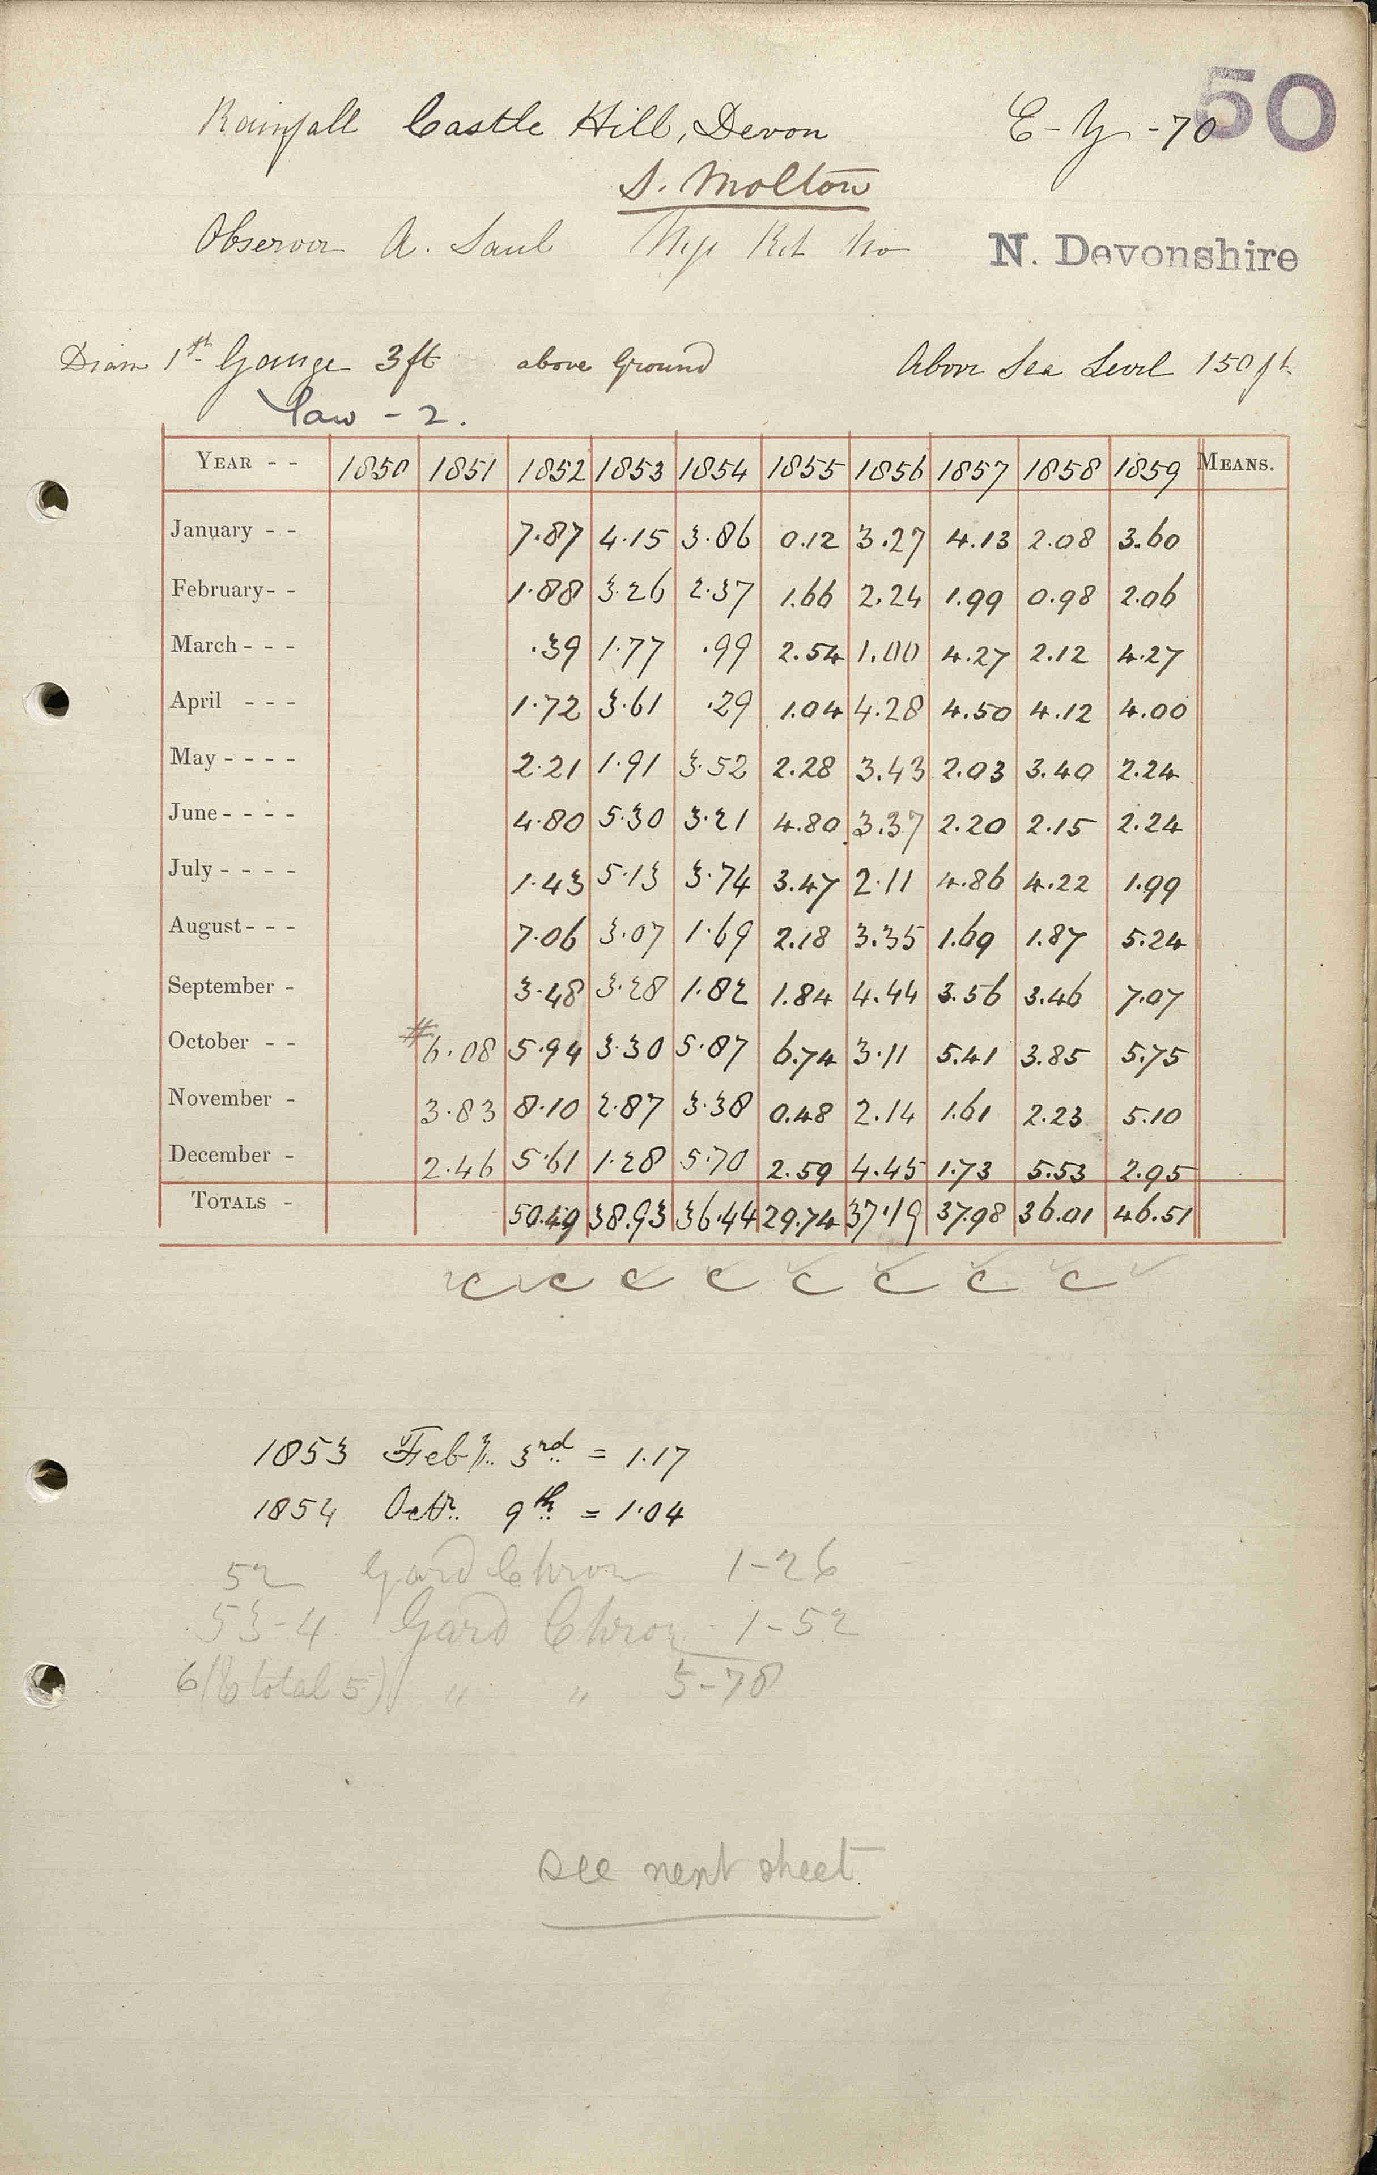 50
Rainfall Castle Hill, Devon E - y - 70
S. Molton
Observer A. Saul No
N. Devonshire
Diam 1st Gauge 3 ft above Ground Above Sea Level 150 ft
- 2.
YEAR - - 1850 1851 1852 1853 1854 1855 1856 1857 1858 1859 MEANS.
January - - 7.87 4.15 3.86 0.12 3.27 4.13 2.08 3.60
February - - 1.88 3.26 2.37 1.66 2.24 1.99 0.98 2.06
March - - - .39 1.77 .99 2.54 1.00 4.27 2.12 4.27
April - - - 1.72 3.61 .29 1.04 4.28 4.50 4.12 4.00
May - - - - 2.21 1.91 3.52 2.28 3.43 2.03 3.40 2.24
June - - - - 4.80 5.30 3.21 4.80 3.37 2.20 2.15 2.24
July - - - - 1.43 5.13 3.74 3.47 2.11 4.86 4.22 1.99
August - - - 7.06 3.07 1.69 2.18 3.35 1.69 1.87 5.24
September - 3.48 3.28 1.82 1.84 4.44 3.56 3.46 7.07
October - - #6.08 5.94 3.30 5.87 6.74 3.11 5.41 3.85 5.75
November - 3.83 8.10 2.87 3.38 0.48 2.14 1.61 2.23 5.10
December - 2.46 5.61 1.28 5.70 2.59 4.45 1.73 5.53 2.95
TOTALS - 50.49 38.93 36.44 29.74 37.19 37.98 36.01 46.51
c c c c c c c c
1853 Feby. 3rd = 1.17
1854 Octr. 9th = 1.04
52 Gard Chron 1-26
53-4 Gard Chron 1-52
6 (6 total 5) " " 5-78
see next sheet